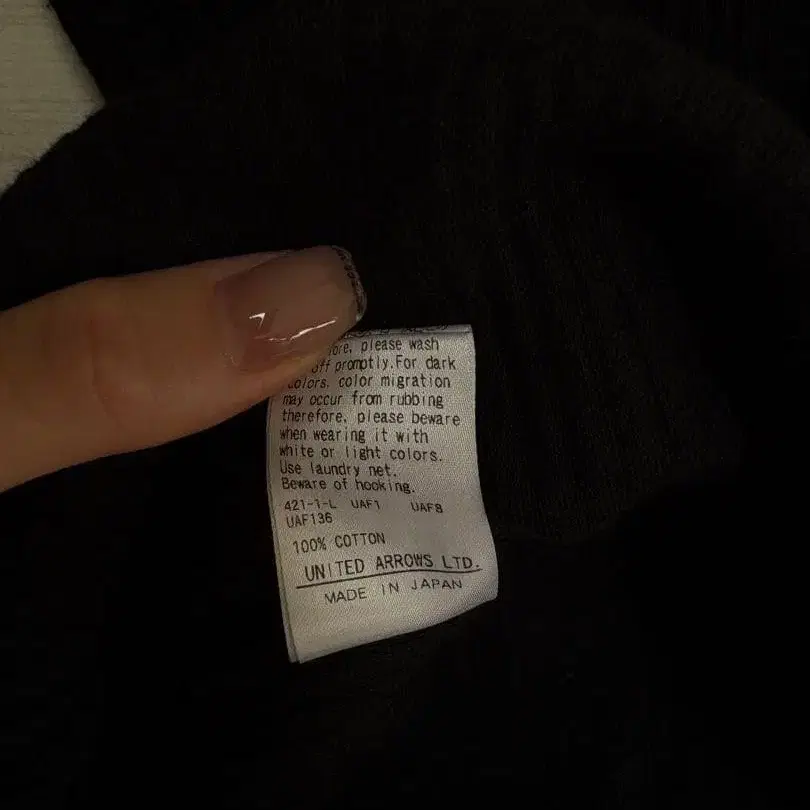 please wash
off promptly.For dark
colors, color migration
may occur from rubbing
therefore, please beware
when wearing it with
white or light colors.
Use laundry net.
Beware of hooking.
421-1-L UAF1 UAF8
UAF136
100% COTTON
UNITED ARROWS LTD.
MADE IN JAPAN